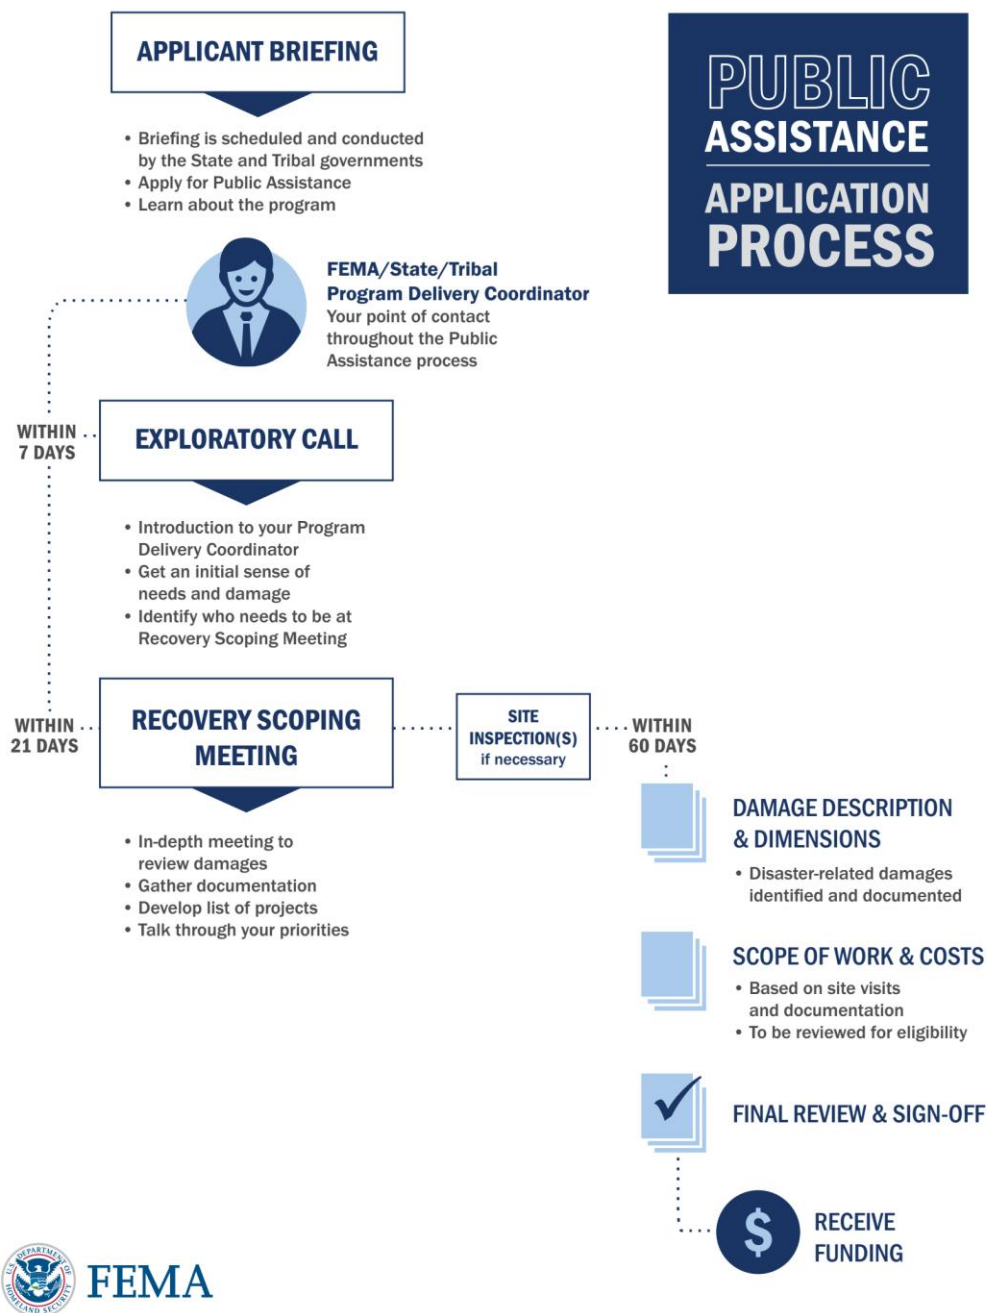 APPLICANT BRIEFING
• Briefing is scheduled and conducted
by the State and Tribal governments
• Apply for Public Assistance
• Learn about the program
PUBLIC
ASSISTANCE
APPLICATION
PROCESS
FEMA/State/Tribal
Program Delivery Coordinator
Your point of contact
throughout the Public
Assistance process
WITHIN
7 DAYS
EXPLORATORY CALL
• Introduction to your Program
Delivery Coordinator
• Get an initial sense of
needs and damage
• Identify who needs to be at
Recovery Scoping Meeting
WITHIN
21 DAYS
RECOVERY SCOPING
MEETING
• In-depth meeting to
review damages
• Gather documentation
• Develop list of projects
• Talk through your priorities
SITE
INSPECTION(S)
if necessary
WITHIN
60 DAYS
DAMAGE DESCRIPTION
& DIMENSIONS
• Disaster-related damages
identified and documented
SCOPE OF WORK & COSTS
• Based on site visits
and documentation
• To be reviewed for eligibility
FINAL REVIEW & SIGN-OFF
$
RECEIVE
FUNDING
U.S. DEPARTMENT OF
HOMELAND SECURITY
FEMA